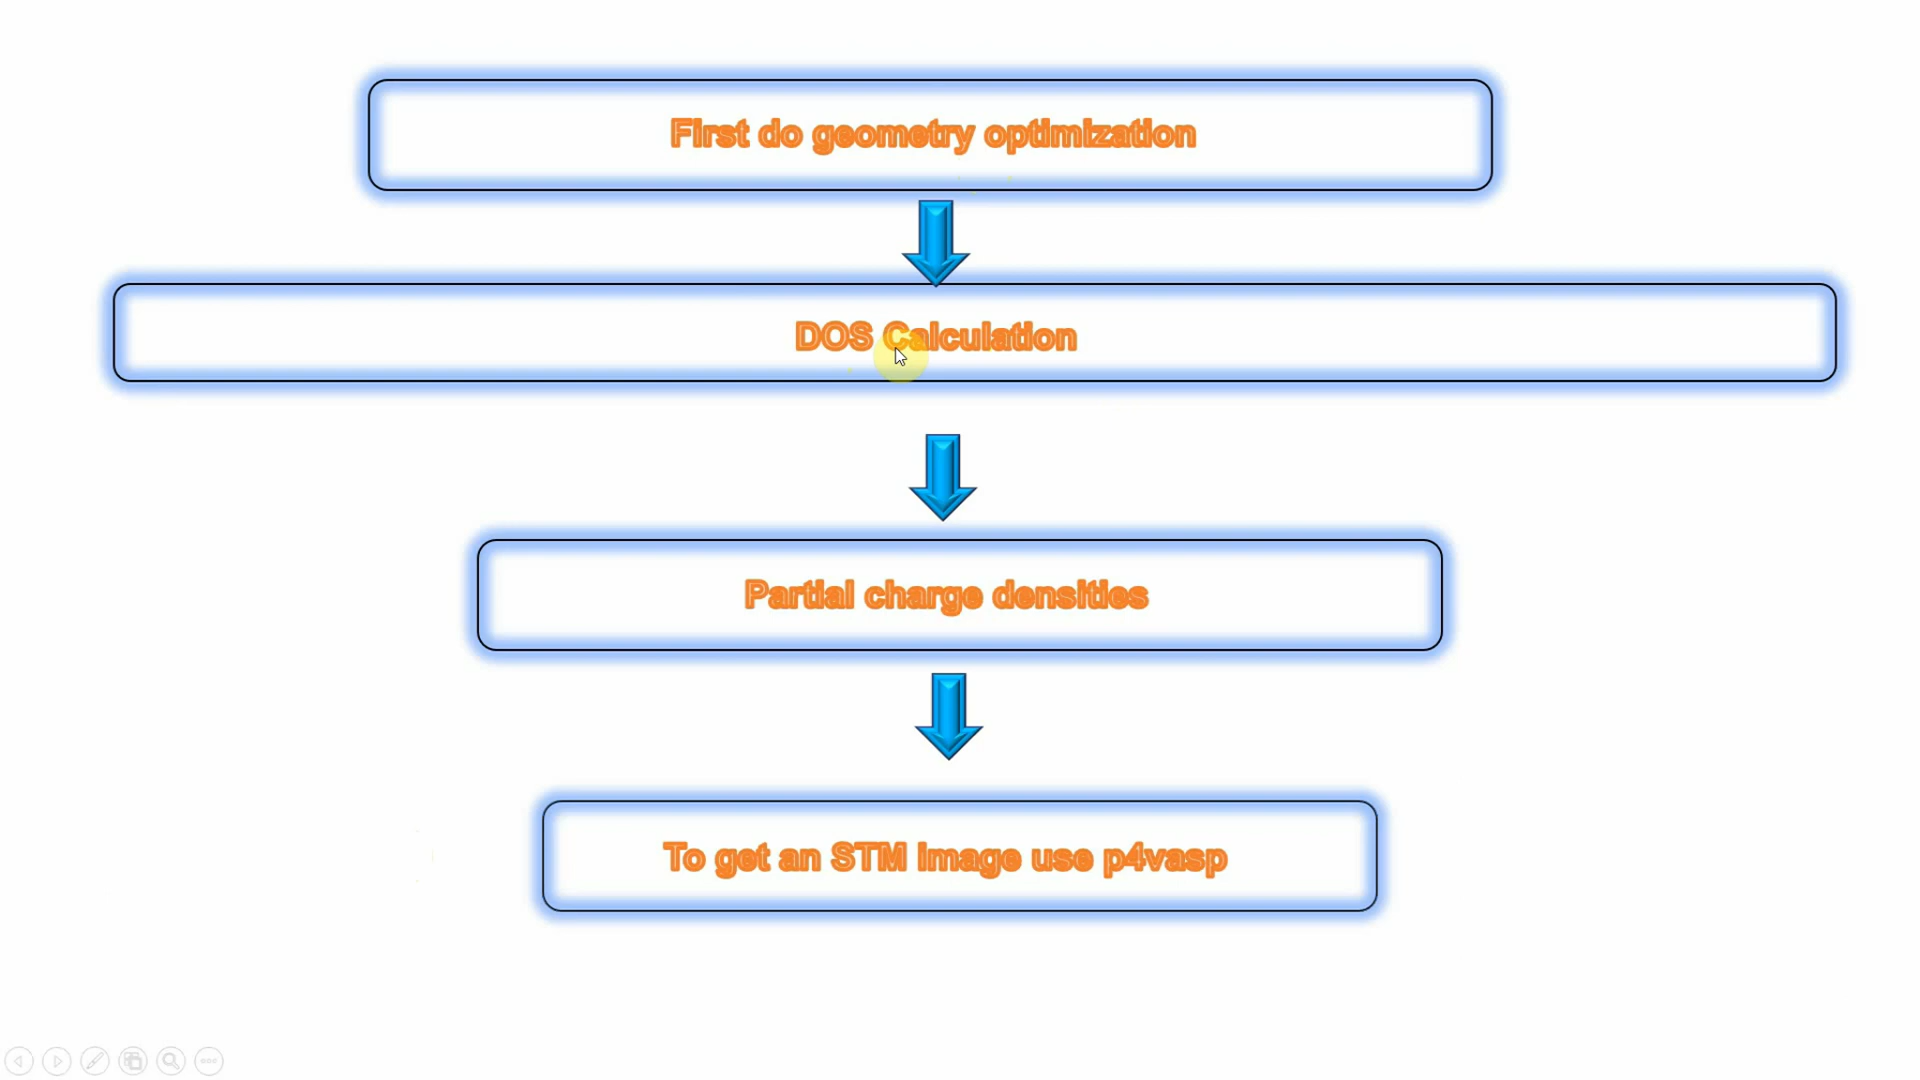 First do geometry optimization
DOS Calculation
Partial charge densities
To get an STM image use p4vasp